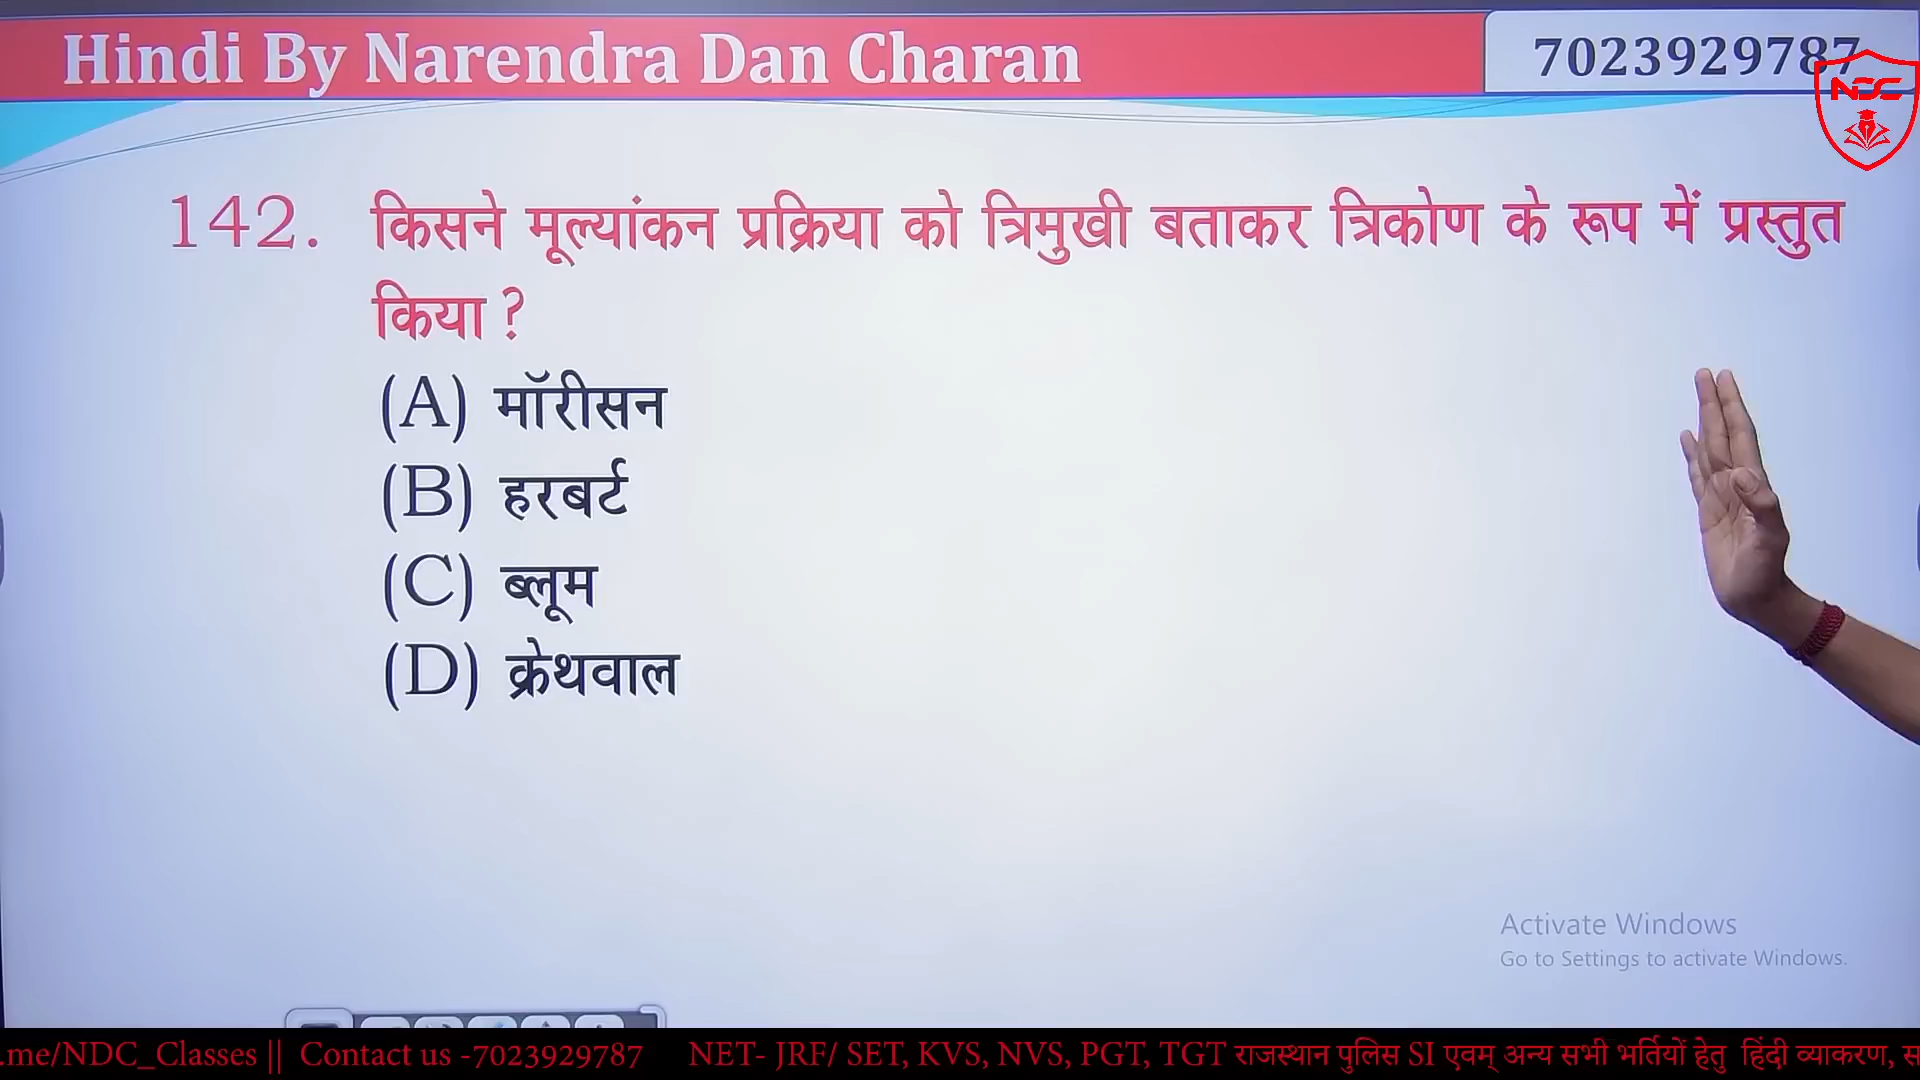 Hindi By Narendra Dan Charan
7023929787
NDC
142. किसने मूल्यांकन प्रक्रिया को त्रिमुखी बताकर त्रिकोण के रूप में प्रस्तुत
किया ?
(A) मॉरीसन
(B) हरबर्ट
(C) ब्लूम
(D) क्रेथवाल
Activate Windows
Go to Settings to activate Windows.
.me/NDC_Classes || Contact us -7023929787 NET- JRF/ SET, KVS, NVS, PGT, TGT राजस्थान पुलिस SI एवम् अन्य सभी भर्तियों हेतु हिंदी व्याकरण, स